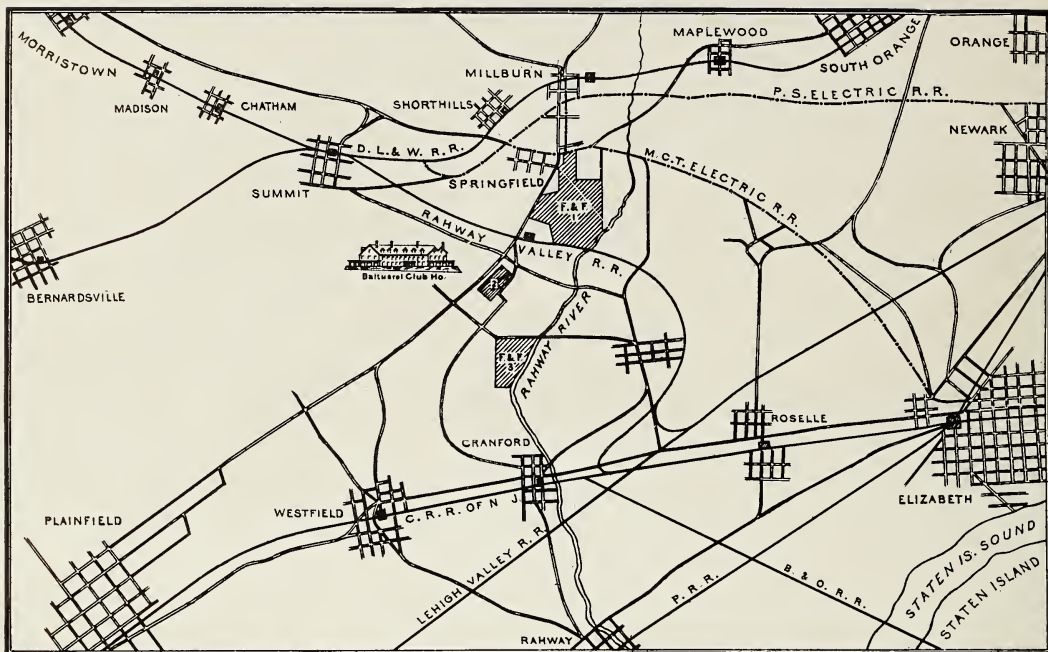 MAPLEWOOD
MORRISTOWN
SOUTH ORANGE
ORANGE
MILLBURN
MADISON
CHATHAM
SHORTHILLS
P. S. ELECTRIC R. R.
NEWARK
D. L. & W. R. R.
M. C. T. ELECTRIC R. R.
SPRINGFIELD
SUMMIT
F. & F.
1
RAHWAY VALLEY R. R.
Baltusrol Club Ho.
BERNARDSVILLE
RAHWAY RIVER
F. & F.
3
ROSELLE
CRANFORD
ELIZABETH
WESTFIELD
C. R. R. OF N J.
PLAINFIELD
LEHIGH VALLEY R. R.
P. R. R.
B. & O. R. R.
STATEN IS. SOUND
STATEN ISLAND
RAHWAY